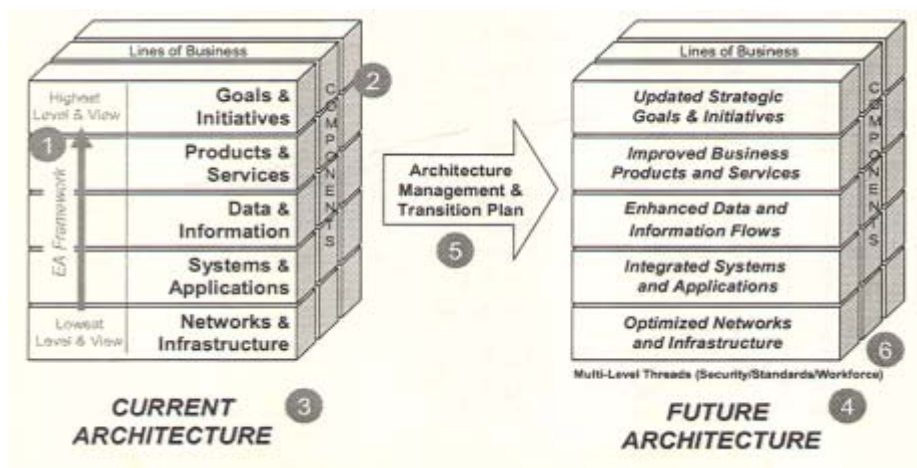 Lines of Business
Highest
Level & View
1
EA Framework
Lowest
Level & View
Goals &
Initiatives
Products &
Services
Data &
Information
Systems &
Applications
Networks &
Infrastructure
COMPONENTS
2
CURRENT
ARCHITECTURE
3
Architecture
Management &
Transition Plan
5
Lines of Business
Updated Strategic
Goals & Initiatives
Improved Business
Products and Services
Enhanced Data and
Information Flows
Integrated Systems
and Applications
Optimized Networks
and Infrastructure
COMPONENTS
6
Multi-Level Threads (Security/Standards/Workforce)
FUTURE
ARCHITECTURE
4